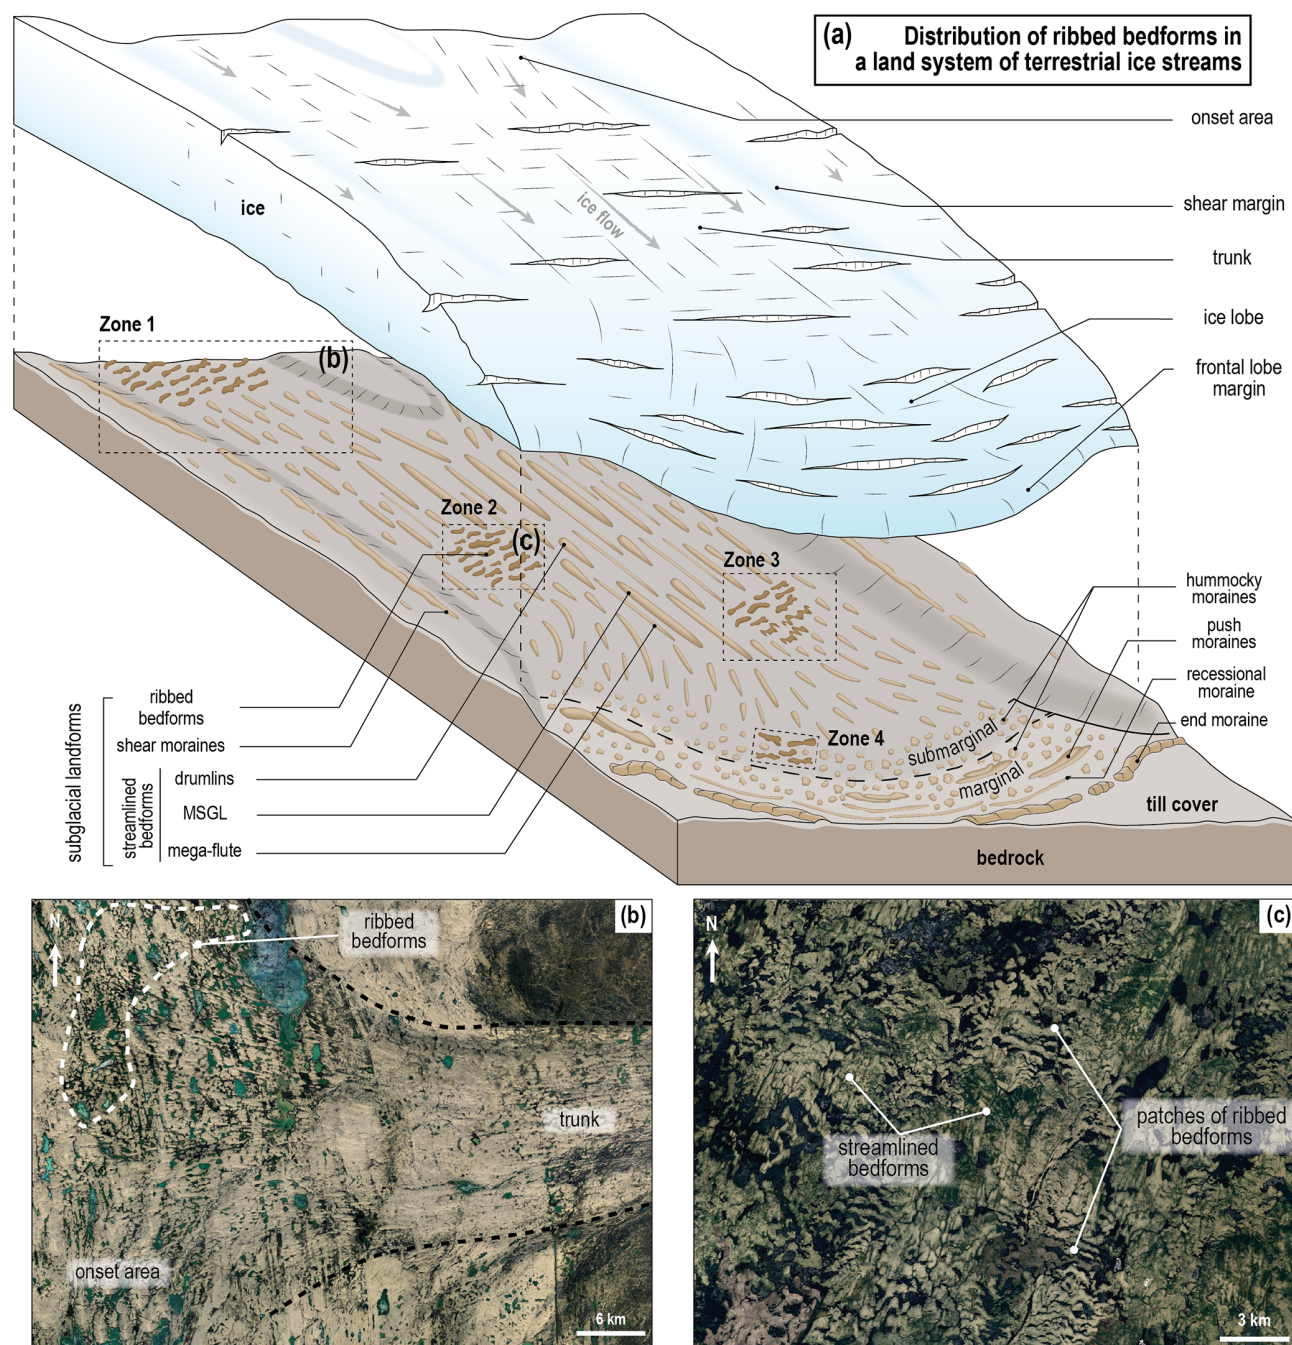 (a) Distribution of ribbed bedforms in
a land system of terrestrial ice streams
onset area
shear margin
trunk
ice lobe
frontal lobe
margin
ice
ice flow
Zone 1
(b)
Zone 2
(c)
Zone 3
Zone 4
submarginal
marginal
hummocky
moraines
push
moraines
recessional
moraine
end moraine
till cover
bedrock
subglacial landforms
ribbed
bedforms
shear moraines
streamlined
bedforms
drumlins
MSGL
mega-flute
N
ribbed
bedforms
(b)
trunk
onset area
6 km
N
(c)
streamlined
bedforms
patches of ribbed
bedforms
3 km